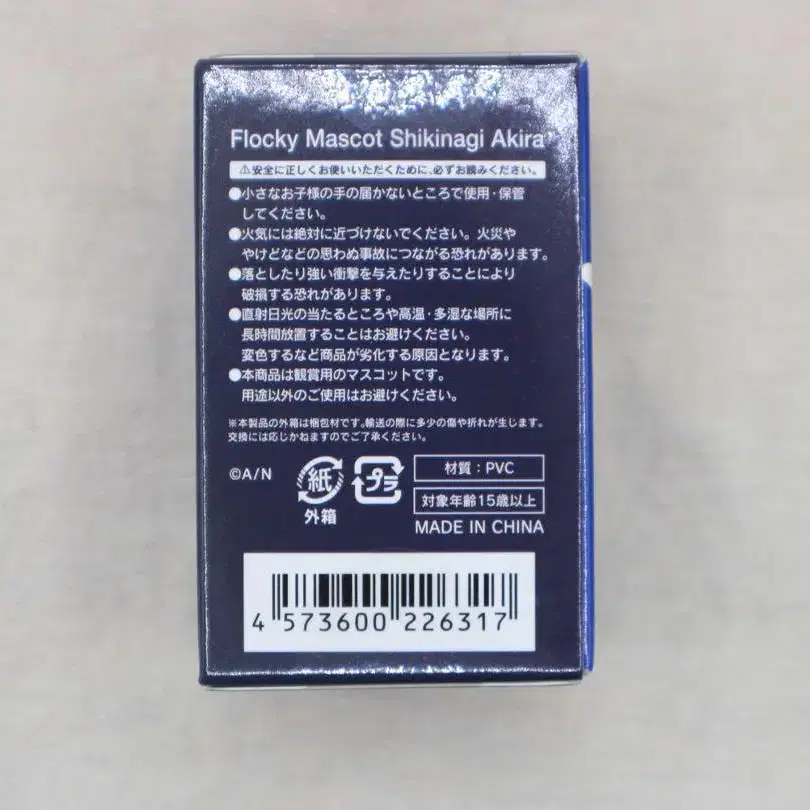 Flocky Mascot Shikinagi Akira
⚠安全に正しくお使いいただくために、必ずお読みください。
●小さなお子様の手の届かないところで使用・保管
してください。
●火気には絶対に近づけないでください。火災や
やけどなどの思わぬ事故につながる恐れがあります。
●落としたり強い衝撃を与えたりすることにより
破損する恐れがあります。
●直射日光の当たるところや高温・多湿な場所に
長時間放置することはお避けください。
変色するなど商品が劣化する原因となります。
●本商品は観賞用のマスコットです。
用途以外のご使用はお避けください。
※本製品の外箱は梱包材です。輸送の際に多少の傷や折れが生じます。
交換には応じかねますのでご了承ください。
©A/N
紙
外箱
プラ
材質：PVC
対象年齢15歳以上
MADE IN CHINA
4 573600 226317